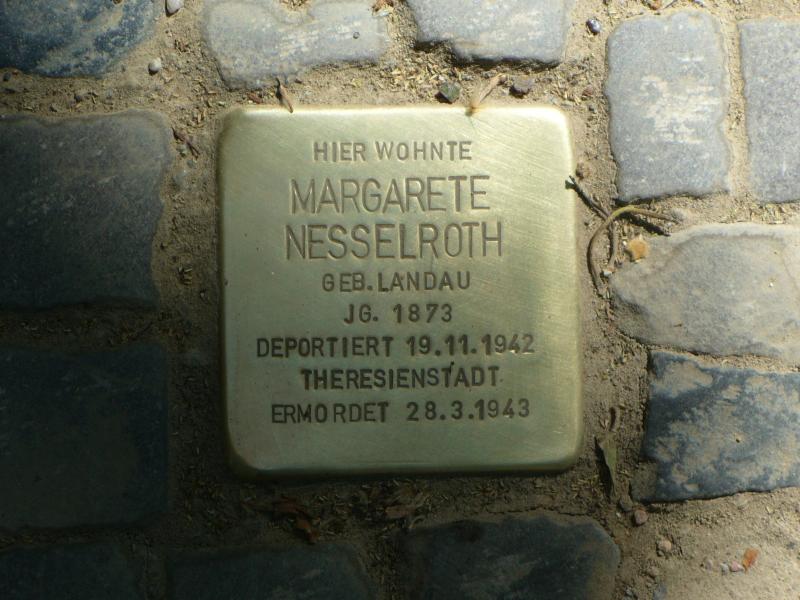 HIER WOHNTE
MARGARETE
NESSELROTH
GEB. LANDAU
JG. 1873
DEPORTIERT 19.11.1942
THERESIENSTADT
ERMORDET 28.3.1943